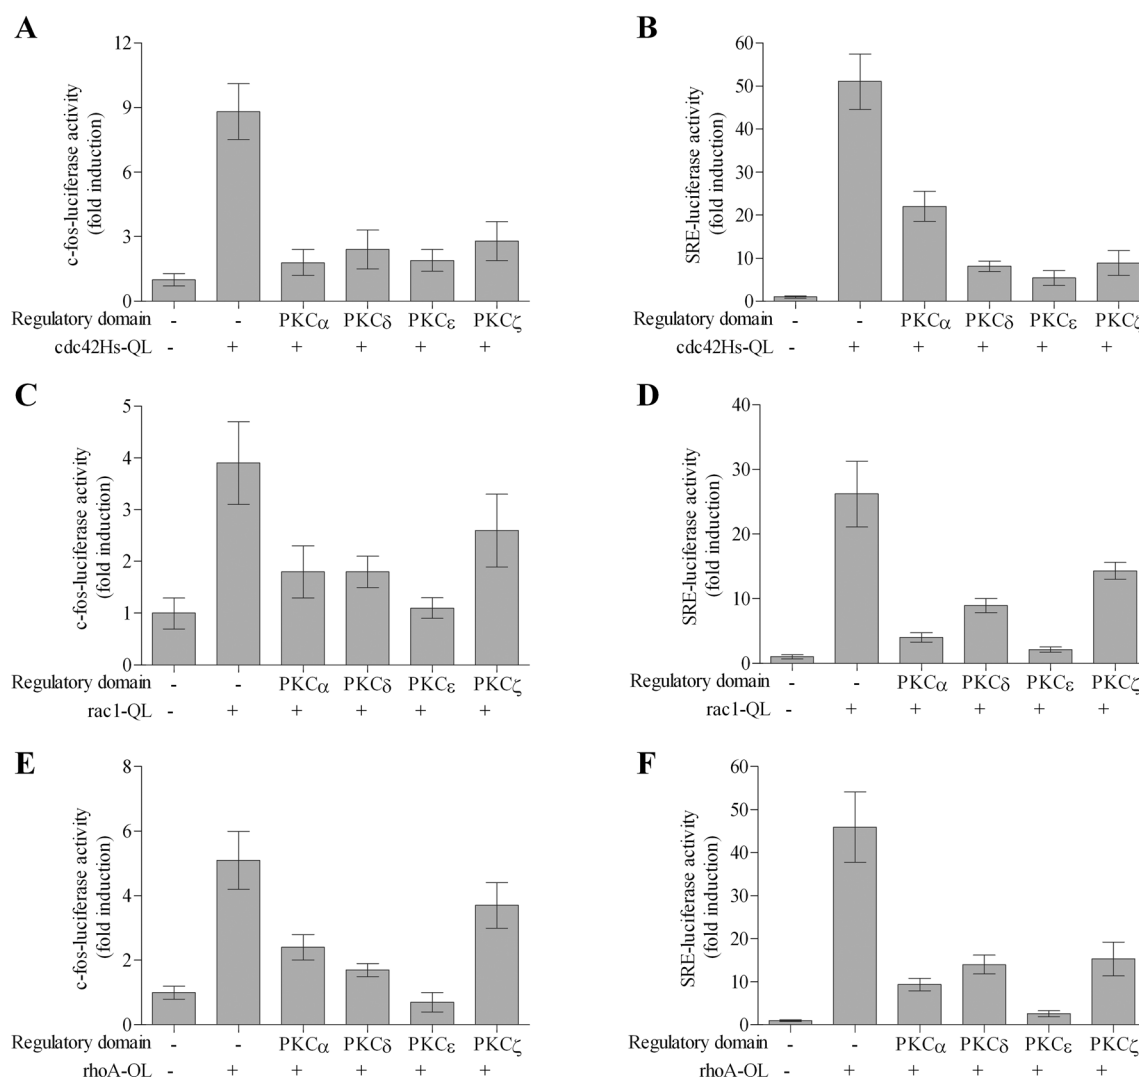 A
c-fos-luciferase activity
(fold induction)
12
9
6
3
0
Regulatory domain - - PKCα PKCδ PKCε PKCζ
cdc42Hs-QL - + + + + +
B
SRE-luciferase activity
(fold induction)
60
50
40
30
20
10
0
Regulatory domain - - PKCα PKCδ PKCε PKCζ
cdc42Hs-QL - + + + + +
C
c-fos-luciferase activity
(fold induction)
5
4
3
2
1
0
Regulatory domain - - PKCα PKCδ PKCε PKCζ
rac1-QL - + + + + +
D
SRE-luciferase activity
(fold induction)
40
30
20
10
0
Regulatory domain - - PKCα PKCδ PKCε PKCζ
rac1-QL - + + + + +
E
c-fos-luciferase activity
(fold induction)
8
6
4
2
0
Regulatory domain - - PKCα PKCδ PKCε PKCζ
rhoA-QL - + + + + +
F
SRE-luciferase activity
(fold induction)
60
50
40
30
20
10
0
Regulatory domain - - PKCα PKCδ PKCε PKCζ
rhoA-QL - + + + + +